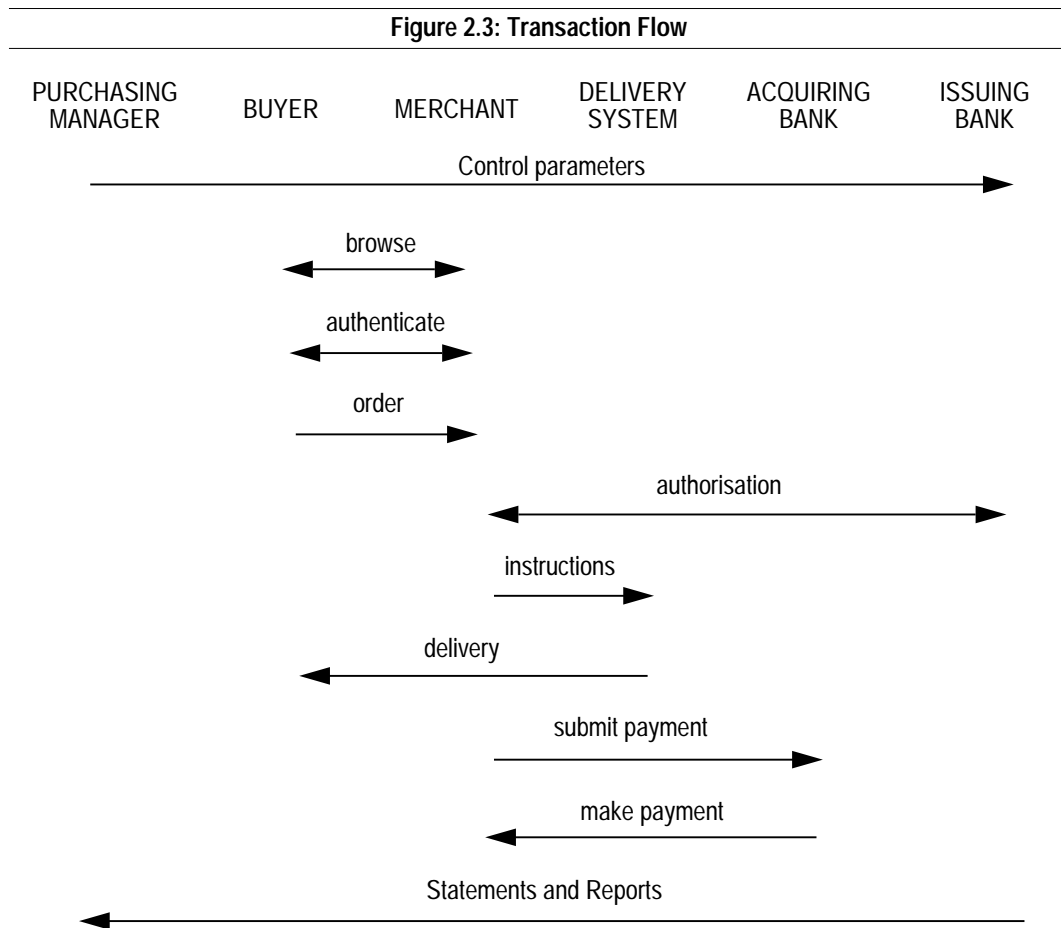 Figure 2.3: Transaction Flow
PURCHASING
MANAGER
BUYER
MERCHANT
DELIVERY
SYSTEM
ACQUIRING
BANK
ISSUING
BANK
Control parameters
browse
authenticate
order
authorisation
instructions
delivery
submit payment
make payment
Statements and Reports